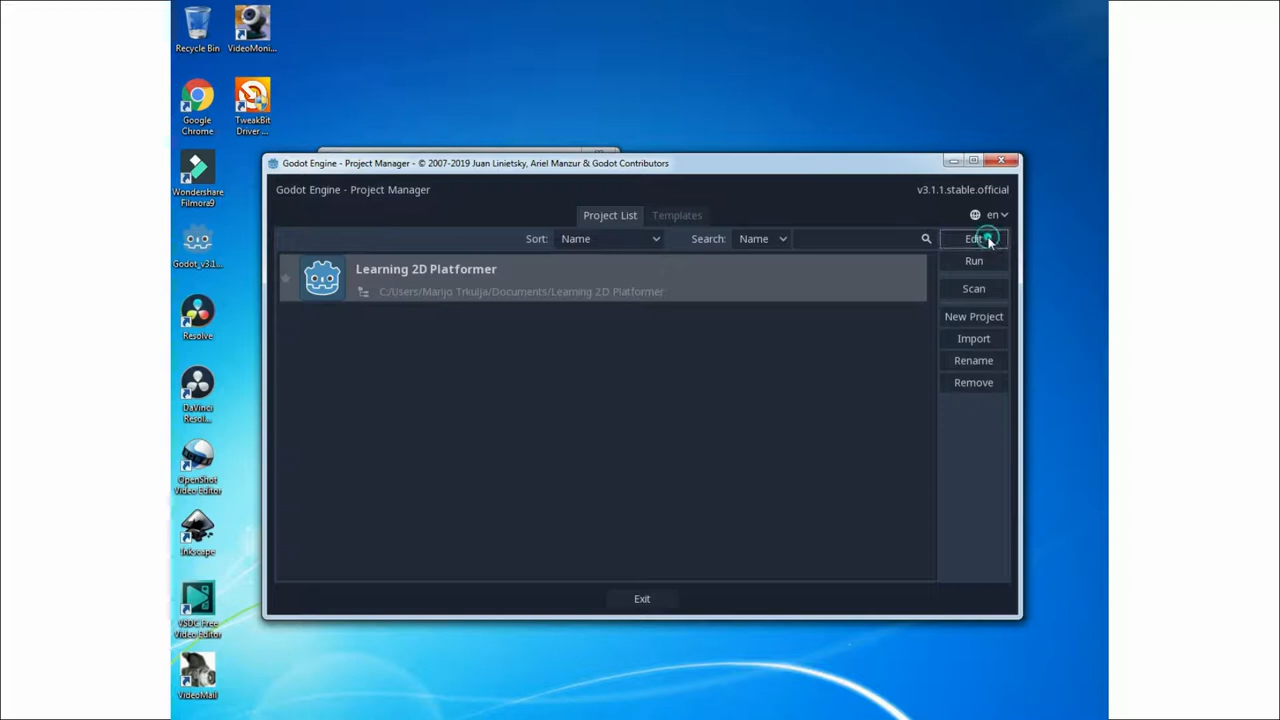 Recycle Bin
VideoMoni...
Google
Chrome
TweakBit
Driver ...
Wondershare
Filmora9
Godot_v3.1...
Resolve
DaVinci
Resol...
OpenShot
Video Editor
Inkscape
VSDC Free
Video Editor
VideoMall
Godot Engine - Project Manager - © 2007-2019 Juan Linietsky, Ariel Manzur & Godot Contributors
Godot Engine - Project Manager
v3.1.1.stable.official
Project List
Templates
en
Sort: Name
Search: Name
Edit
Learning 2D Platformer
C:/Users/Marijo Trkulja/Documents/Learning 2D Platformer
Run
Scan
New Project
Import
Rename
Remove
Exit